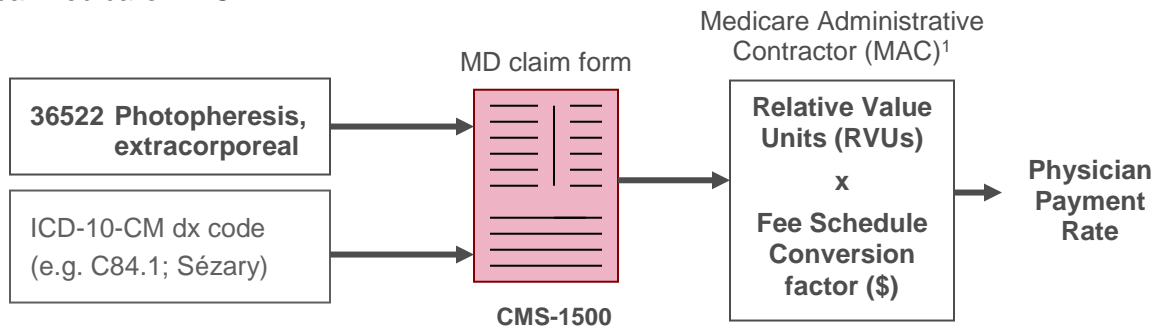 Medicare Administrative
Contractor (MAC)¹
MD claim form
36522 Photopheresis,
extracorporeal
ICD-10-CM dx code
(e.g. C84.1; Sézary)
CMS-1500
Relative Value
Units (RVUs)
x
Fee Schedule
Conversion
factor ($)
Physician
Payment
Rate